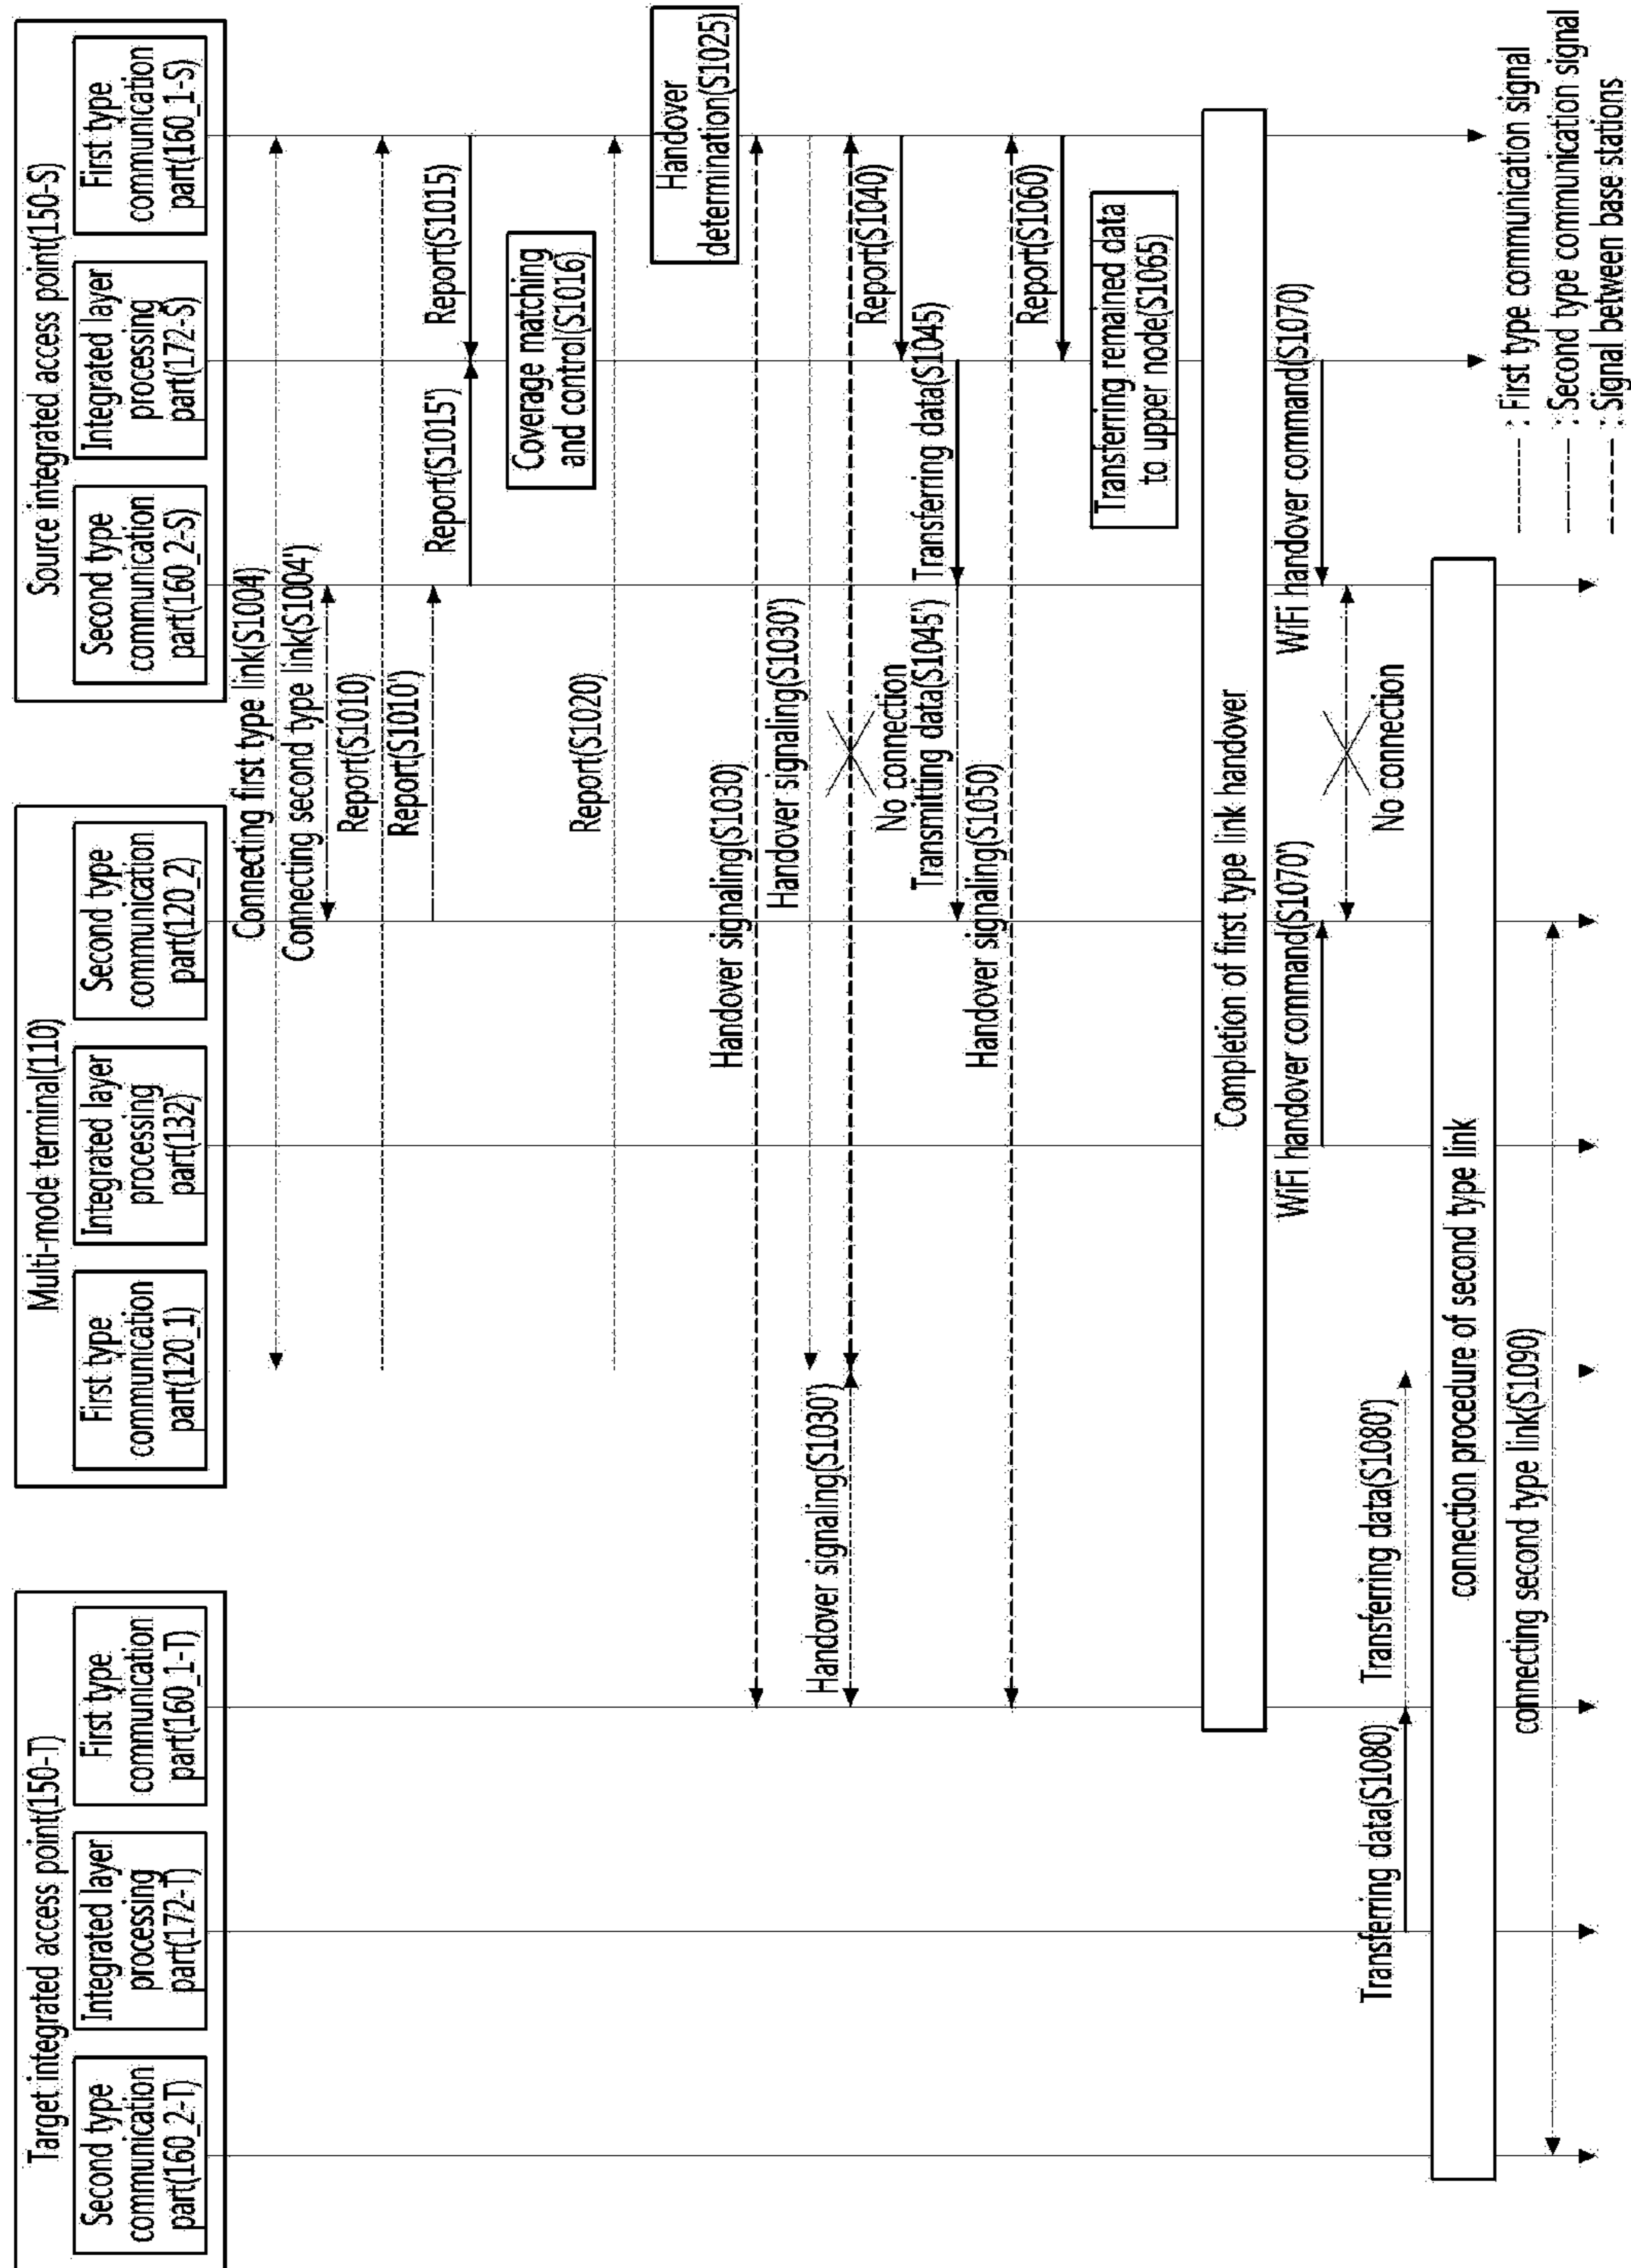 Target integrated access point(150-T)
Second type
communication
part(160_2-T)
Integrated layer
processing
part(172-T)
First type
communication
part(160_1-T)
Multi-mode terminal(110)
First type
communication
part(120_1)
Integrated layer
processing
part(132)
Second type
communication
part(120_2)
Source integrated access point(150-S)
Second type
communication
part(160_2-S)
Integrated layer
processing
part(172-S)
First type
communication
part(160_1-S)
Connecting first type link(S1004)
Connecting second type link(S1004')
Report(S1010)
Report(S1010')
Report(S1015')
Report(S1015)
Coverage matching
and control(S1016)
Report(S1020)
Handover
determination(S1025)
Handover signaling(S1030)
Handover signaling(S1030')
Handover signaling(S1030')
No connection
Report(S1040)
Transmitting data(S1045')
Transferring data(S1045)
Handover signaling(S1050)
Report(S1060)
Transferring remained data
to upper node(S1065)
Completion of first type link handover
WiFi handover command(S1070')
WiFi handover command(S1070)
No connection
Transferring data(S1080)
Transferring data(S1080')
connection procedure of second type link
connecting second type link(S1090)
: First type communication signal
: Second type communication signal
: Signal between base stations